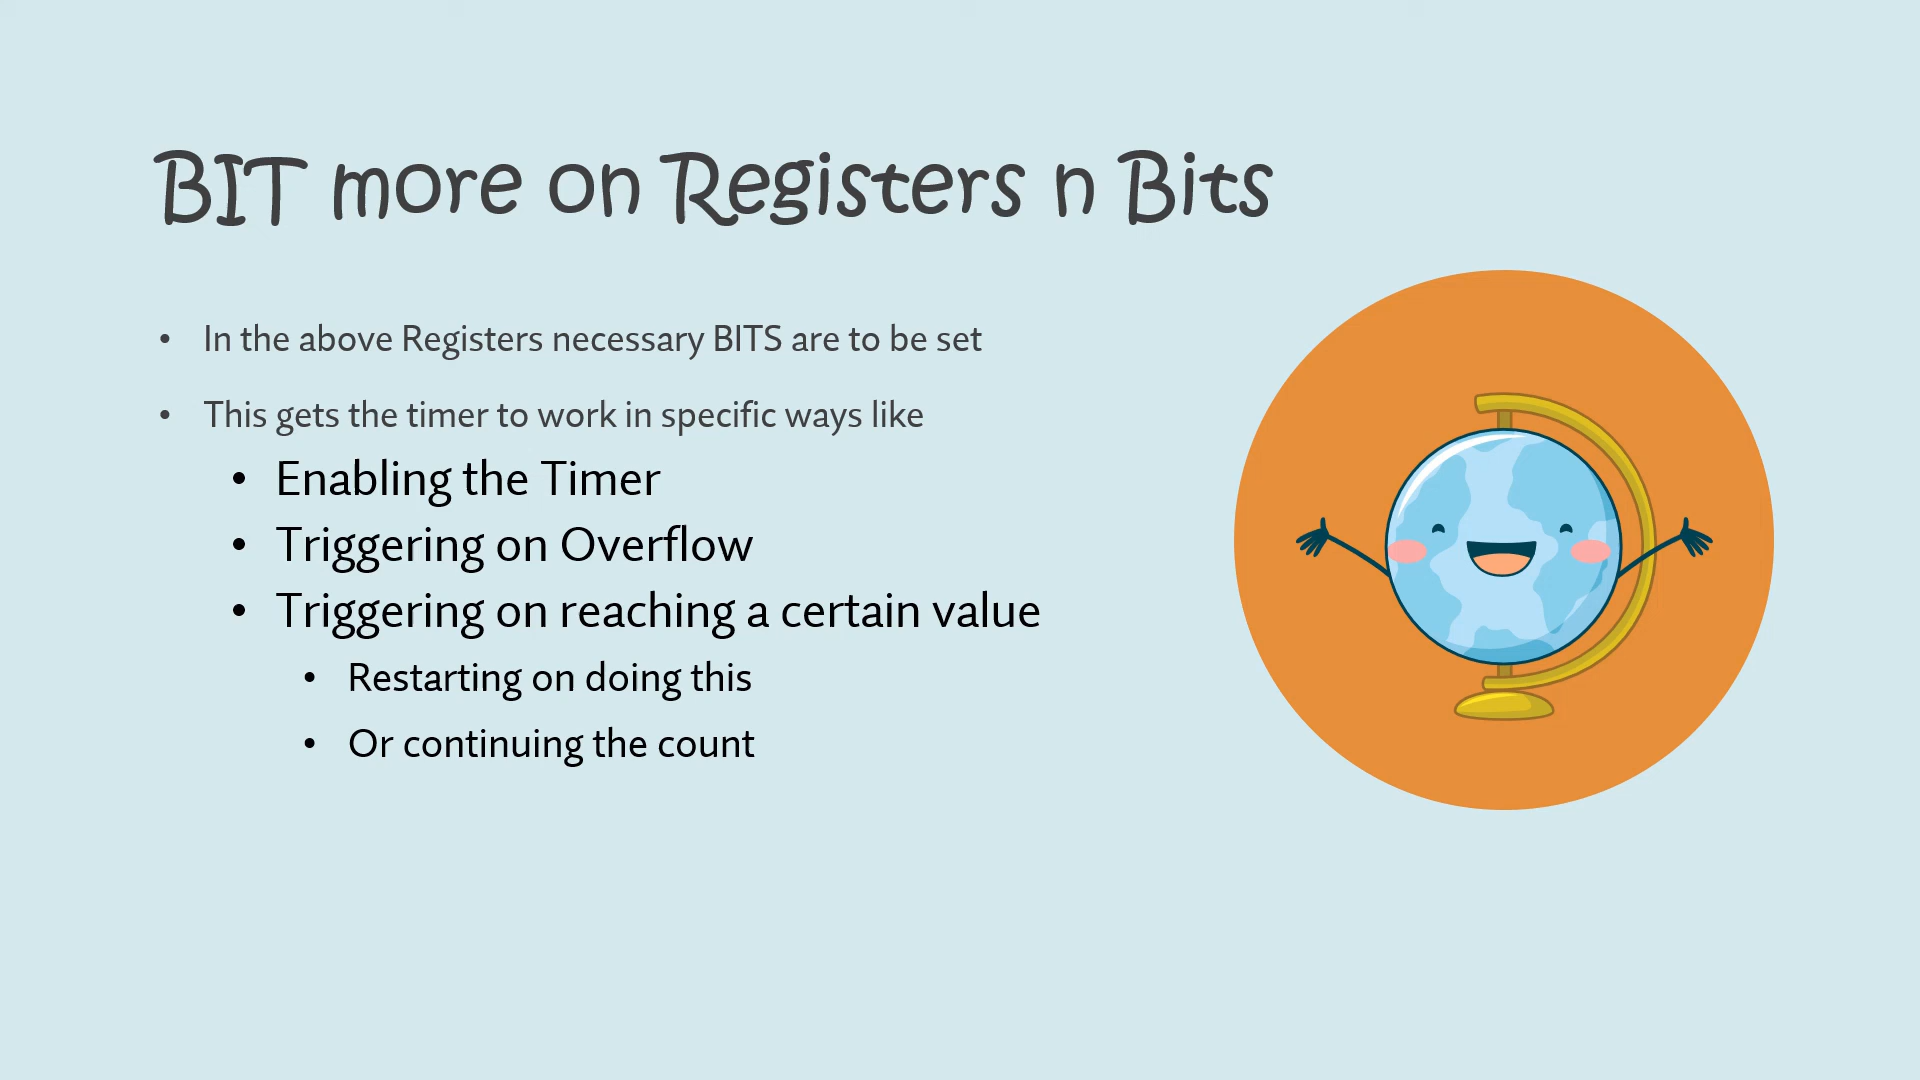 BIT more on Registers n Bits
• In the above Registers necessary BITS are to be set
• This gets the timer to work in specific ways like
• Enabling the Timer
• Triggering on Overflow
• Triggering on reaching a certain value
• Restarting on doing this
• Or continuing the count